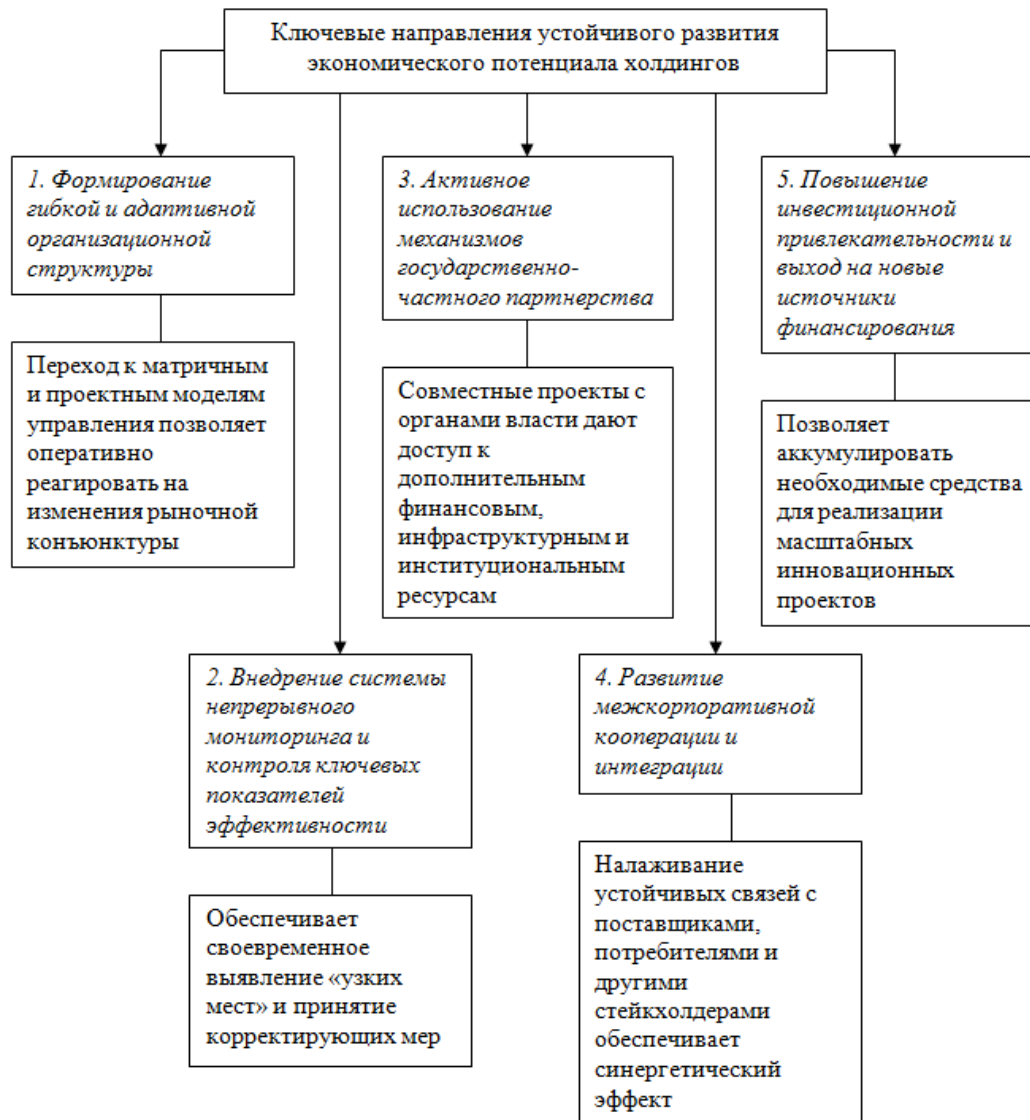 Ключевые направления устойчивого развития
экономического потенциала холдингов
1. Формирование
гибкой и адаптивной
организационной
структуры
Переход к матричным
и проектным моделям
управления позволяет
оперативно
реагировать на
изменения рыночной
конъюнктуры
2. Внедрение системы
непрерывного
мониторинга и
контроля ключевых
показателей
эффективности
Обеспечивает
своевременное
выявление «узких
мест» и принятие
корректирующих мер
3. Активное
использование
механизмов
государственно-
частного партнерства
Совместные проекты с
органами власти дают
доступ к
дополнительным
финансовым,
инфраструктурным и
институциональным
ресурсам
4. Развитие
межкорпоративной
кооперации и
интеграции
Налаживание
устойчивых связей с
поставщиками,
потребителями и
другими
стейкхолдерами
обеспечивает
синергетический
эффект
5. Повышение
инвестиционной
привлекательности и
выход на новые
источники
финансирования
Позволяет
аккумулировать
необходимые средства
для реализации
масштабных
инновационных
проектов